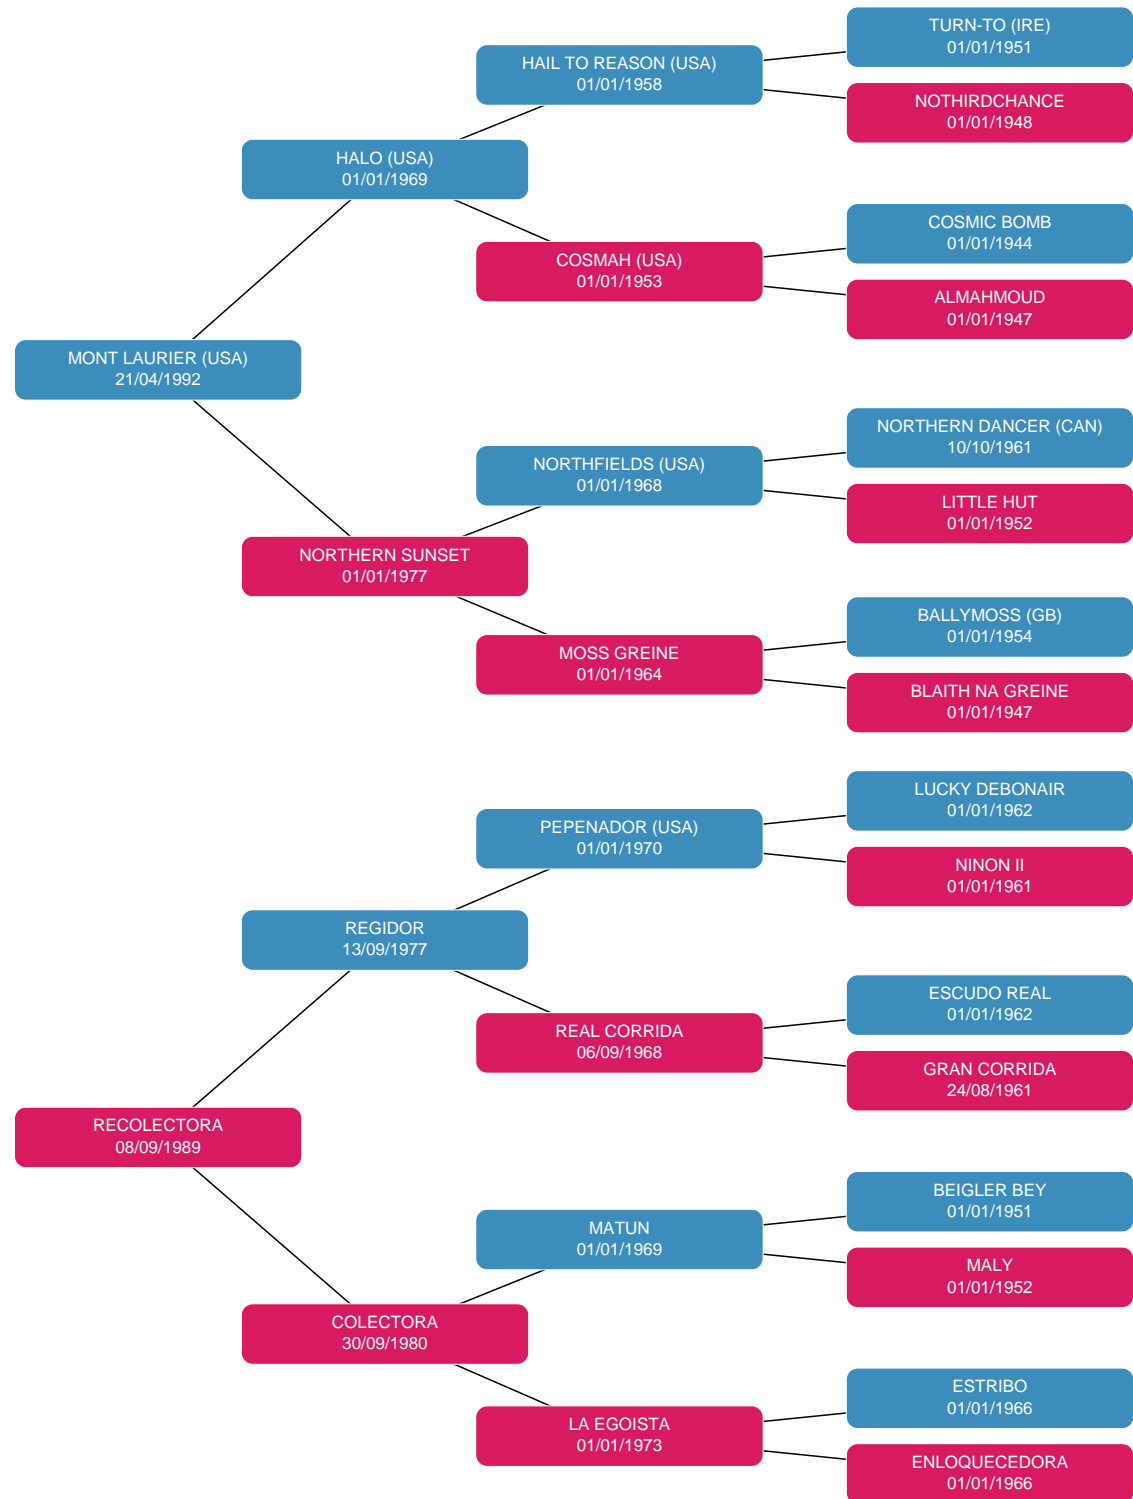 TURN-TO (IRE)
01/01/1951
HAIL TO REASON (USA)
01/01/1958
NOTHIRDCHANCE
01/01/1948
HALO (USA)
01/01/1969
COSMIC BOMB
01/01/1944
COSMAH (USA)
01/01/1953
ALMAHMOUD
01/01/1947
MONT LAURIER (USA)
21/04/1992
NORTHERN DANCER (CAN)
10/10/1961
NORTHFIELDS (USA)
01/01/1968
LITTLE HUT
01/01/1952
NORTHERN SUNSET
01/01/1977
BALLYMOSS (GB)
01/01/1954
MOSS GREINE
01/01/1964
BLAITH NA GREINE
01/01/1947
LUCKY DEBONAIR
01/01/1962
PEPENADOR (USA)
01/01/1970
NINON II
01/01/1961
REGIDOR
13/09/1977
ESCUDO REAL
01/01/1962
REAL CORRIDA
06/09/1968
GRAN CORRIDA
24/08/1961
RECOLECTORA
08/09/1989
BEIGLER BEY
01/01/1951
MATUN
01/01/1969
MALY
01/01/1952
COLECTORA
30/09/1980
ESTRIBO
01/01/1966
LA EGOISTA
01/01/1973
ENLOQUECEDORA
01/01/1966